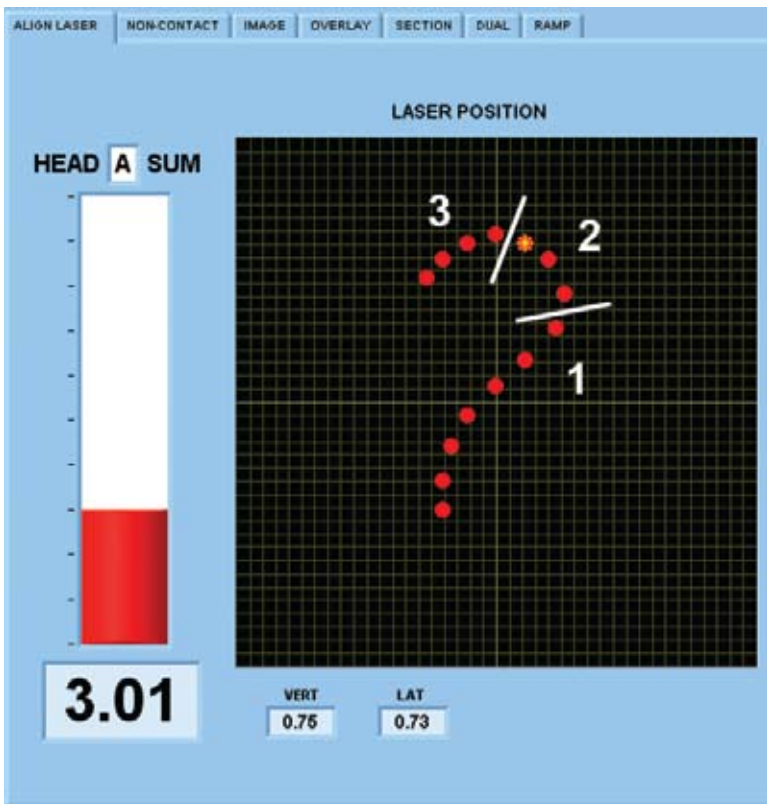 ALIGN LASER NON-CONTACT IMAGE OVERLAY SECTION DUAL RAMP
LASER POSITION
HEAD A SUM
3
2
1
3.01
VERT LAT
0.75 0.73